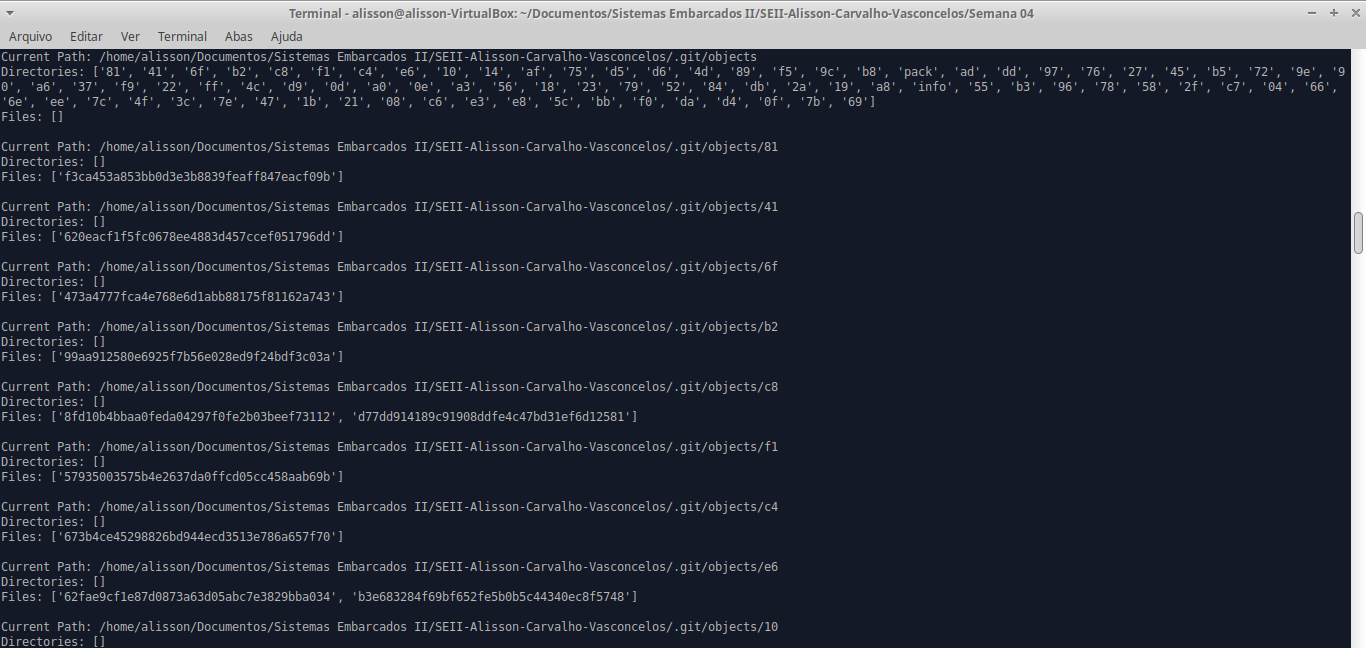 Terminal - alisson@alisson-VirtualBox: ~/Documentos/Sistemas Embarcados II/SEII-Alisson-Carvalho-Vasconcelos/Semana 04
Arquivo Editar Ver Terminal Abas Ajuda
Current Path: /home/alisson/Documentos/Sistemas Embarcados II/SEII-Alisson-Carvalho-Vasconcelos/.git/objects
Directories: ['81', '41', '6f', 'b2', 'c8', 'f1', 'c4', 'e6', '10', '14', 'af', '75', 'd5', 'd6', '4d', '89', 'f5', '9c', 'b8', 'pack', 'ad', 'dd', '97', '76', '27', '45', 'b5', '72', '9e', '9
0', 'a6', '37', 'f9', '22', 'ff', '4c', 'd9', '0d', 'a0', '0e', 'a3', '56', '18', '23', '79', '52', '84', 'db', '2a', '19', 'a8', 'info', '55', 'b3', '96', '78', '58', '2f', 'c7', '04', '66',
'6e', 'ee', '7c', '4f', '3c', '7e', '47', '1b', '21', '08', 'c6', 'e3', 'e8', '5c', 'bb', 'f0', 'da', 'd4', '0f', '7b', '69']
Files: []
Current Path: /home/alisson/Documentos/Sistemas Embarcados II/SEII-Alisson-Carvalho-Vasconcelos/.git/objects/81
Directories: []
Files: ['f3ca453a853bb0d3e3b8839feaff847eacf09b']
Current Path: /home/alisson/Documentos/Sistemas Embarcados II/SEII-Alisson-Carvalho-Vasconcelos/.git/objects/41
Directories: []
Files: ['620eacf1f5fc0678ee4883d457ccef051796dd']
Current Path: /home/alisson/Documentos/Sistemas Embarcados II/SEII-Alisson-Carvalho-Vasconcelos/.git/objects/6f
Directories: []
Files: ['473a4777fca4e768e6d1abb88175f81162a743']
Current Path: /home/alisson/Documentos/Sistemas Embarcados II/SEII-Alisson-Carvalho-Vasconcelos/.git/objects/b2
Directories: []
Files: ['99aa912580e6925f7b56e028ed9f24bdf3c03a']
Current Path: /home/alisson/Documentos/Sistemas Embarcados II/SEII-Alisson-Carvalho-Vasconcelos/.git/objects/c8
Directories: []
Files: ['8fd10b4bbaa0feda04297f0fe2b03beef73112', 'd77dd914189c91908ddfe4c47bd31ef6d12581']
Current Path: /home/alisson/Documentos/Sistemas Embarcados II/SEII-Alisson-Carvalho-Vasconcelos/.git/objects/f1
Directories: []
Files: ['57935003575b4e2637da0ffcd05cc458aab69b']
Current Path: /home/alisson/Documentos/Sistemas Embarcados II/SEII-Alisson-Carvalho-Vasconcelos/.git/objects/c4
Directories: []
Files: ['673b4ce45298826bd944ecd3513e786a657f70']
Current Path: /home/alisson/Documentos/Sistemas Embarcados II/SEII-Alisson-Carvalho-Vasconcelos/.git/objects/e6
Directories: []
Files: ['62fae9cf1e87d0873a63d05abc7e3829bba034', 'b3e683284f69bf652fe5b0b5c44340ec8f5748']
Current Path: /home/alisson/Documentos/Sistemas Embarcados II/SEII-Alisson-Carvalho-Vasconcelos/.git/objects/10
Directories: []